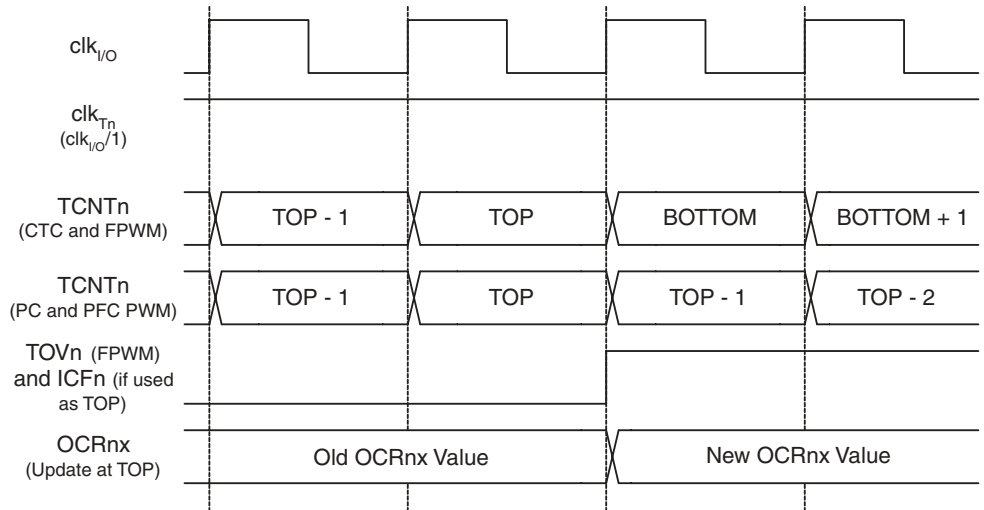 clkI/O
clkTn
(clkI/O/1)
TCNTn
(CTC and FPWM)
TOP - 1
TOP
BOTTOM
BOTTOM + 1
TCNTn
(PC and PFC PWM)
TOP - 1
TOP
TOP - 1
TOP - 2
TOVn (FPWM)
and ICFn (if used
as TOP)
OCRnx
(Update at TOP)
Old OCRnx Value
New OCRnx Value